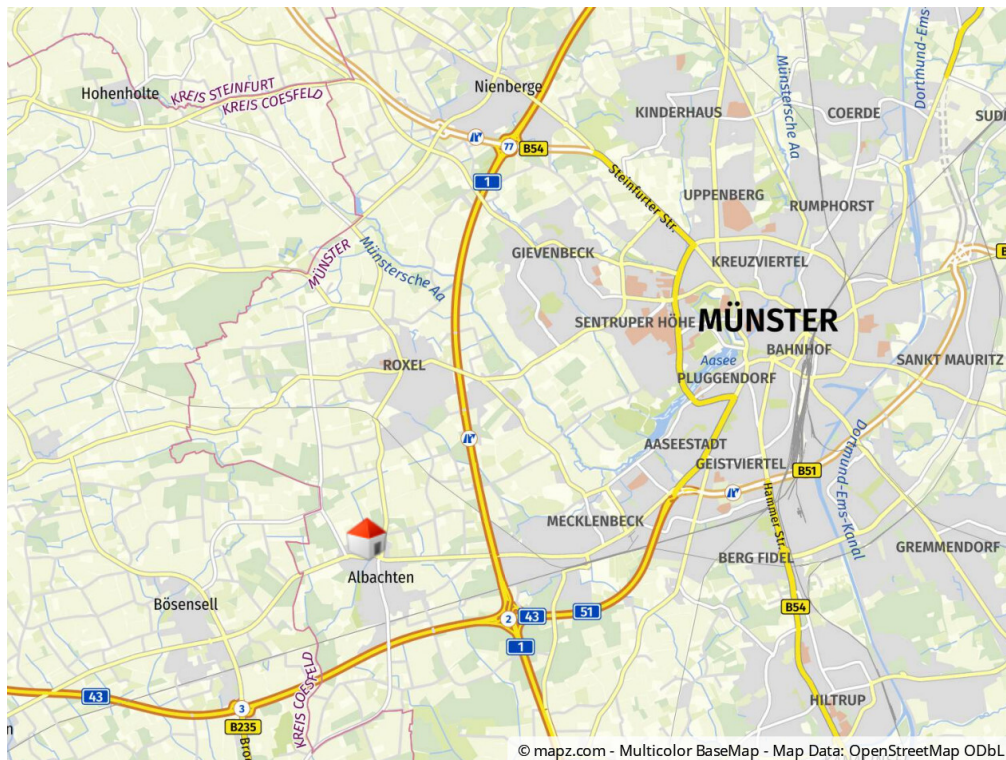 Dortmund-Ems-
Münstersche Aa
Nienberge
Hohenholte
KREIS STEINFURT
KREIS COESFELD
KINDERHAUS
COERDE
77
B54
1
Steinfurter Str.
UPPENBERG
RUMPHORST
MÜNSTER
Münstersche Aa
GIEVENBECK
KREUZVIERTEL
SENTRUPER HÖHE
MÜNSTER
BAHNHOF
Aasee
SANKT MAURITZ
ROXEL
PLUGGENDORF
AASEESTADT
GEISTVIERTEL
B51
Dortmund-Ems-Kanal
Hammer Str.
MECKLENBECK
BERG FIDEL
GREMMENDORF
Albachten
Bösensell
2
43
51
B54
1
KREIS COESFELD
43
3
B235
HILTRUP
© mapz.com - Multicolor BaseMap - Map Data: OpenStreetMap ODbL